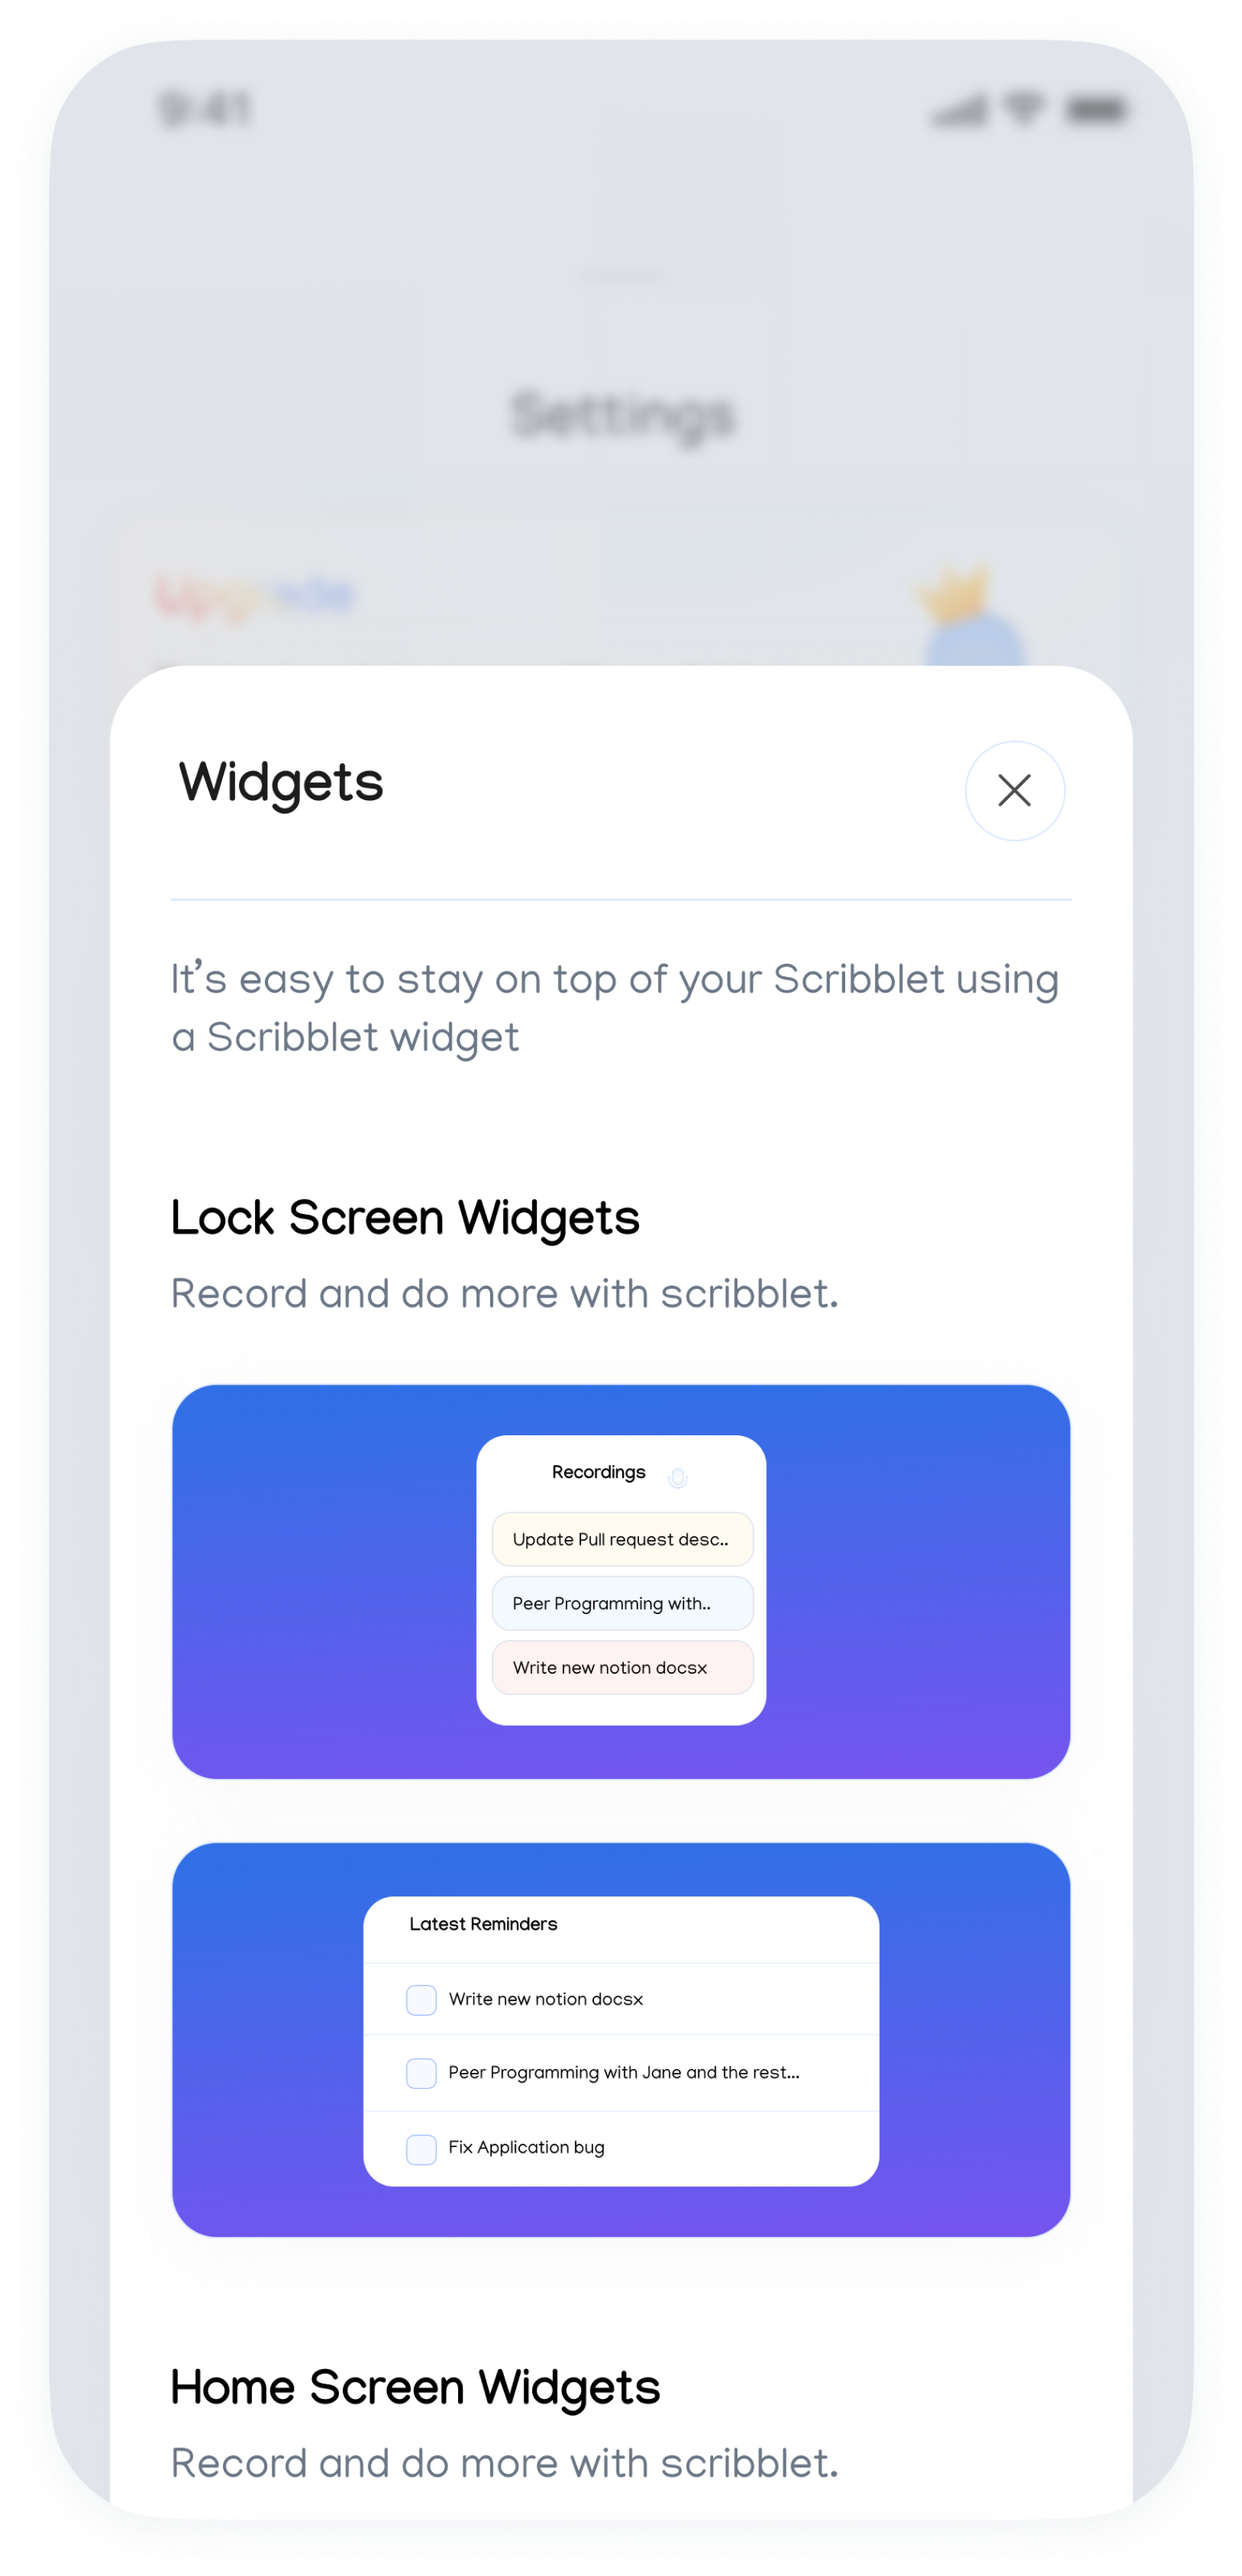 9:41
Settings
Upgrade
Widgets
It’s easy to stay on top of your Scribblet using
a Scribblet widget
Lock Screen Widgets
Record and do more with scribblet.
Recordings
Update Pull request desc..
Peer Programming with..
Write new notion docsx
Latest Reminders
Write new notion docsx
Peer Programming with Jane and the rest...
Fix Application bug
Home Screen Widgets
Record and do more with scribblet.